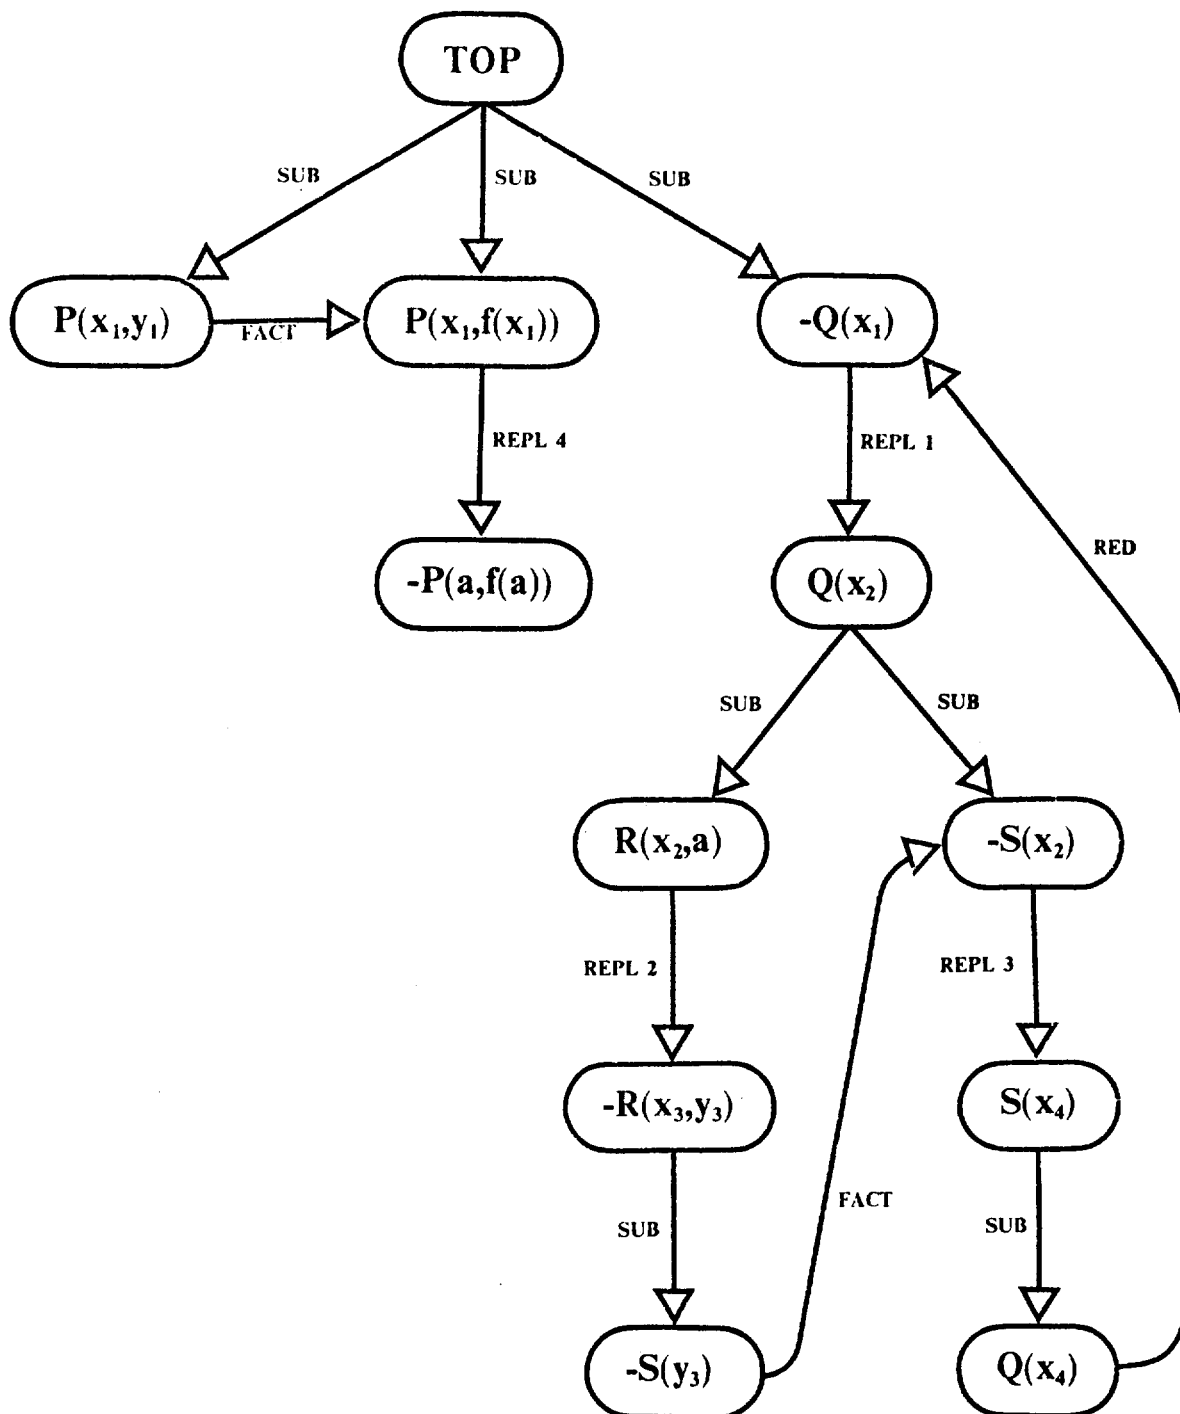 TOP
SUB
SUB
SUB
P(x₁,y₁)
FACT
P(x₁,f(x₁))
-Q(x₁)
REPL 4
REPL 1
RED
-P(a,f(a))
Q(x₂)
SUB
SUB
R(x₂,a)
-S(x₂)
REPL 2
REPL 3
-R(x₃,y₃)
S(x₄)
SUB
FACT
SUB
-S(y₃)
Q(x₄)